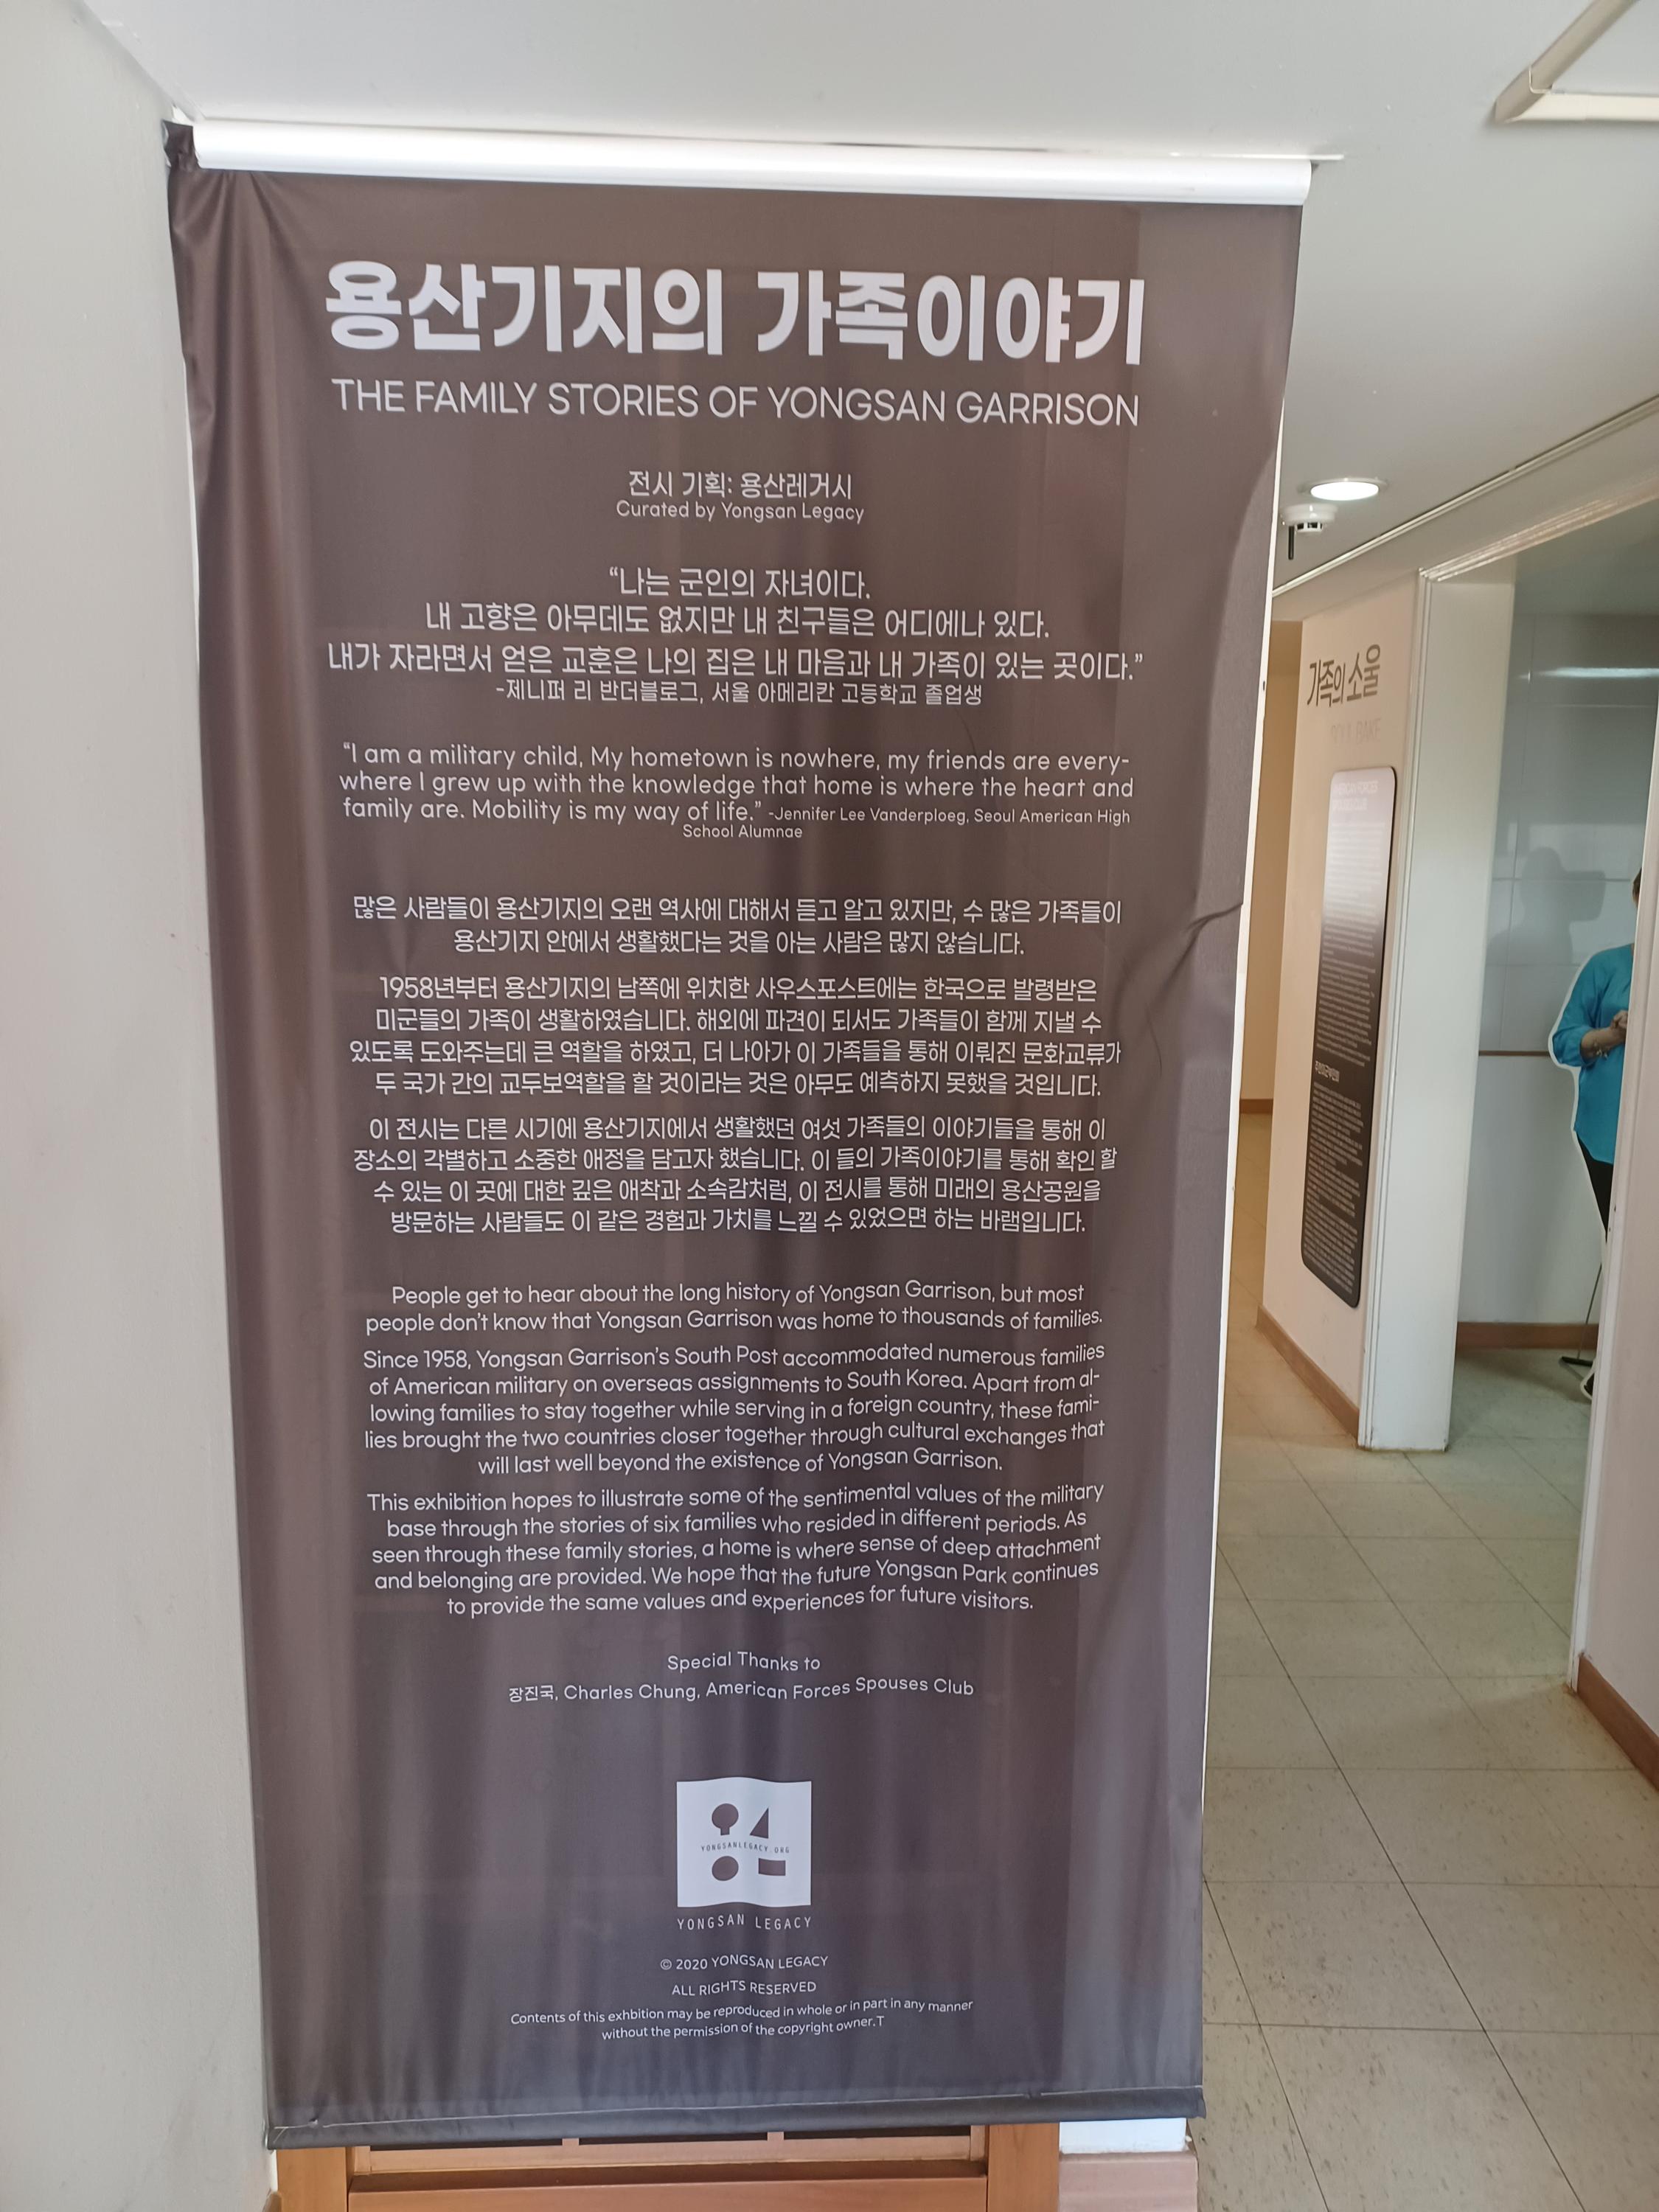 용산기지의 가족이야기
THE FAMILY STORIES OF YONGSAN GARRISON
전시 기획: 용산레거시
Curated by Yongsan Legacy
“나는 군인의 자녀이다.
내 고향은 아무데도 없지만 내 친구들은 어디에나 있다.
내가 자라면서 얻은 교훈은 나의 집은 내 마음과 내 가족이 있는 곳이다.”
-제니퍼 리 반더블로그, 서울 아메리칸 고등학교 졸업생
“I am a military child, My hometown is nowhere, my friends are every-
where I grew up with the knowledge that home is where the heart and
family are. Mobility is my way of life.” -Jennifer Lee Vanderploeg, Seoul American High
School Alumnae
많은 사람들이 용산기지의 오랜 역사에 대해서 듣고 알고 있지만, 수 많은 가족들이
용산기지 안에서 생활했다는 것을 아는 사람은 많지 않습니다.
1958년부터 용산기지의 남쪽에 위치한 사우스포스트에는 한국으로 발령받은
미군들의 가족이 생활하였습니다. 해외에 파견이 되서도 가족들이 함께 지낼 수
있도록 도와주는데 큰 역할을 하였고, 더 나아가 이 가족들을 통해 이뤄진 문화교류가
두 국가 간의 교두보역할을 할 것이라는 것은 아무도 예측하지 못했을 것입니다.
이 전시는 다른 시기에 용산기지에서 생활했던 여섯 가족들의 이야기들을 통해 이
장소의 각별하고 소중한 애정을 담고자 했습니다. 이 들의 가족이야기를 통해 확인 할
수 있는 이 곳에 대한 깊은 애착과 소속감처럼, 이 전시를 통해 미래의 용산공원을
방문하는 사람들도 이 같은 경험과 가치를 느낄 수 있었으면 하는 바램입니다.
People get to hear about the long history of Yongsan Garrison, but most
people don't know that Yongsan Garrison was home to thousands of families.
Since 1958, Yongsan Garrison's South Post accommodated numerous families
of American military on overseas assignments to South Korea. Apart from al-
lowing families to stay together while serving in a foreign country, these fami-
lies brought the two countries closer together through cultural exchanges that
will last well beyond the existence of Yongsan Garrison.
This exhibition hopes to illustrate some of the sentimental values of the military
base through the stories of six families who resided in different periods. As
seen through these family stories, a home is where sense of deep attachment
and belonging are provided. We hope that the future Yongsan Park continues
to provide the same values and experiences for future visitors.
Special Thanks to
장진국, Charles Chung, American Forces Spouses Club
YONGSANLEGACY.ORG
YONGSAN LEGACY
© 2020 YONGSAN LEGACY
ALL RIGHTS RESERVED
Contents of this exhbition may be reproduced in whole or in part in any manner
without the permission of the copyright owner.T
가족의 소울